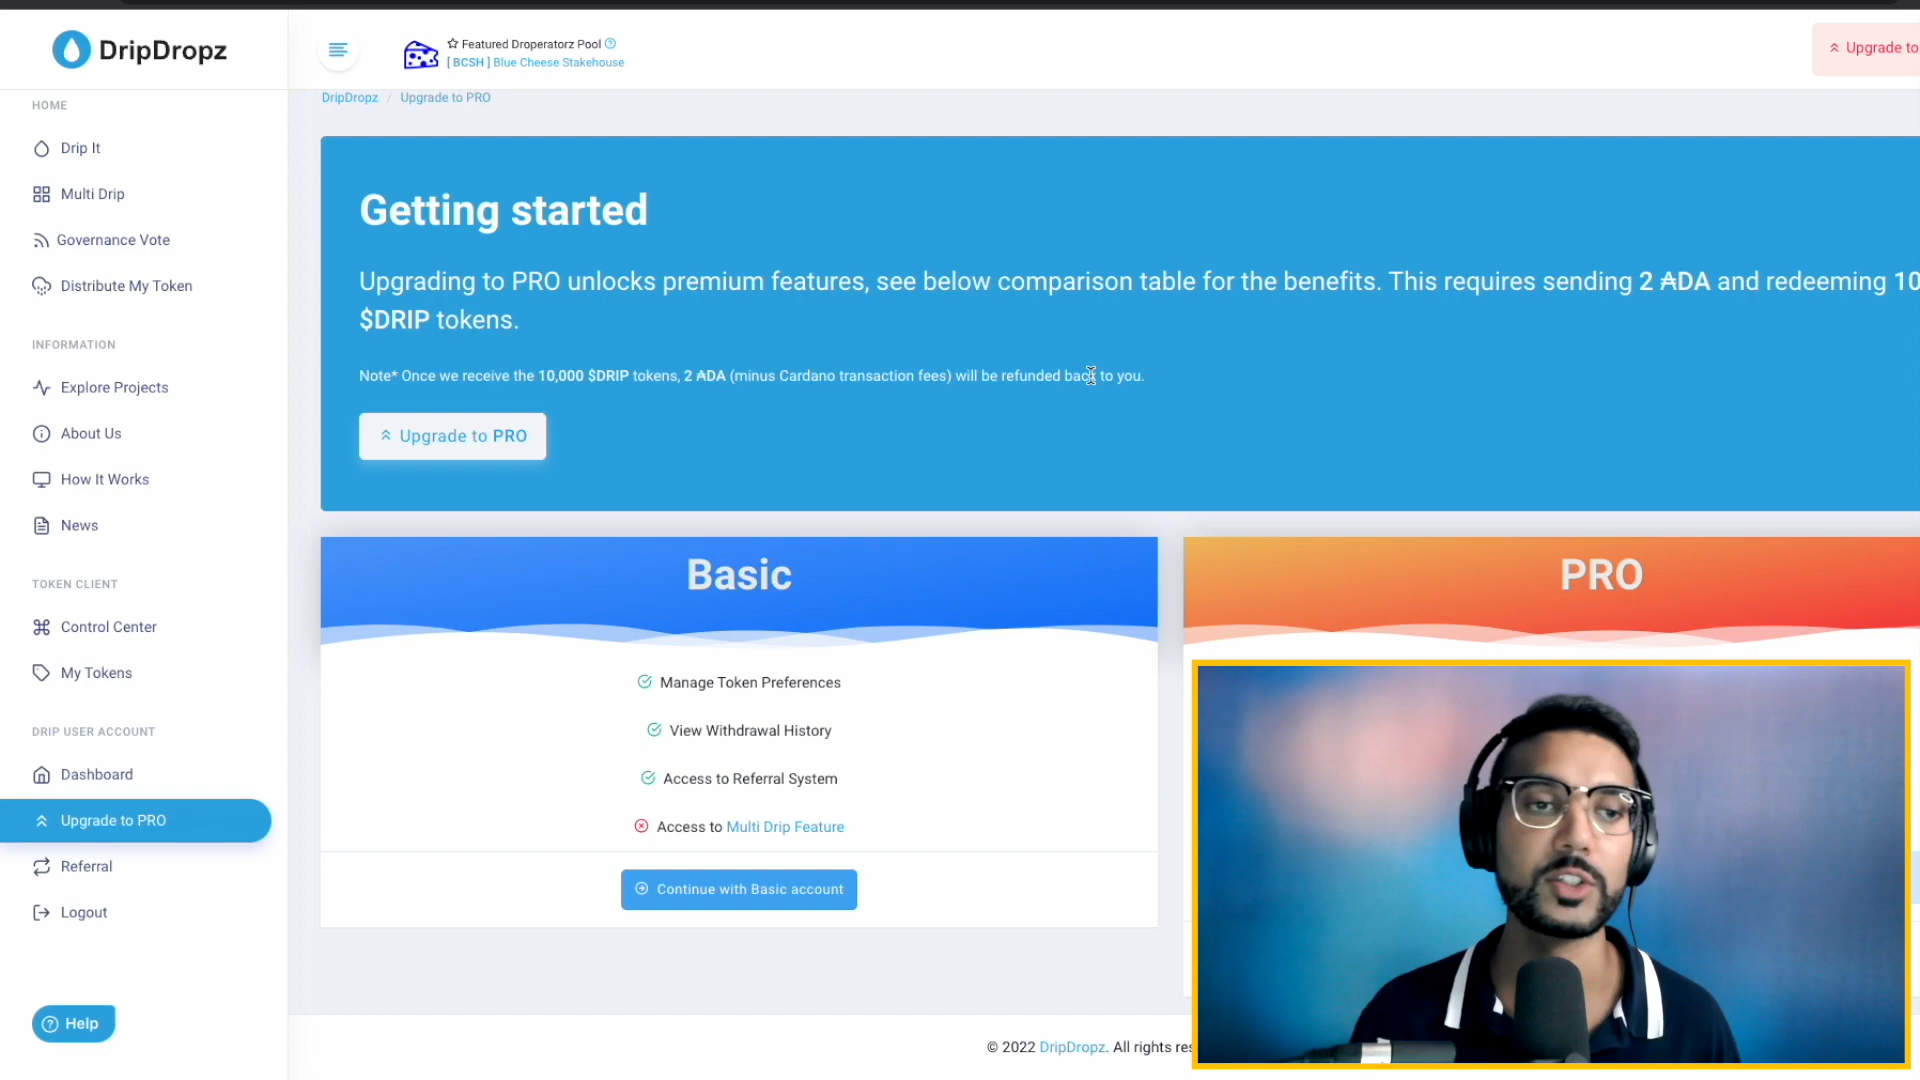 DripDropz
Featured Droperatorz Pool
[ BCSH ] Blue Cheese Stakehouse
Upgrade to
HOME
Drip It
Multi Drip
Governance Vote
Distribute My Token
INFORMATION
Explore Projects
About Us
How It Works
News
TOKEN CLIENT
Control Center
My Tokens
DRIP USER ACCOUNT
Dashboard
Upgrade to PRO
Referral
Logout
Help
DripDropz / Upgrade to PRO
Getting started
Upgrading to PRO unlocks premium features, see below comparison table for the benefits. This requires sending 2 ₳DA and redeeming 10
$DRIP tokens.
Note* Once we receive the 10,000 $DRIP tokens, 2 ₳DA (minus Cardano transaction fees) will be refunded back to you.
Upgrade to PRO
Basic
Manage Token Preferences
View Withdrawal History
Access to Referral System
Access to Multi Drip Feature
Continue with Basic account
PRO
© 2022 DripDropz. All rights res